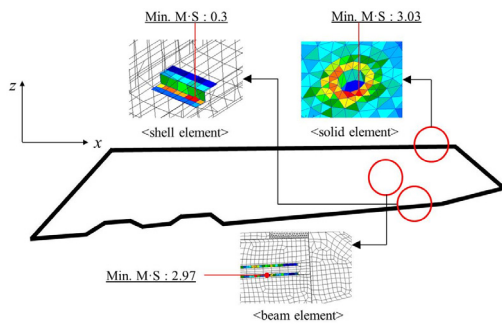 Min. M·S : 0.3
Min. M·S : 3.03
z
<shell element>
<solid element>
x
Min. M·S : 2.97
<beam element>